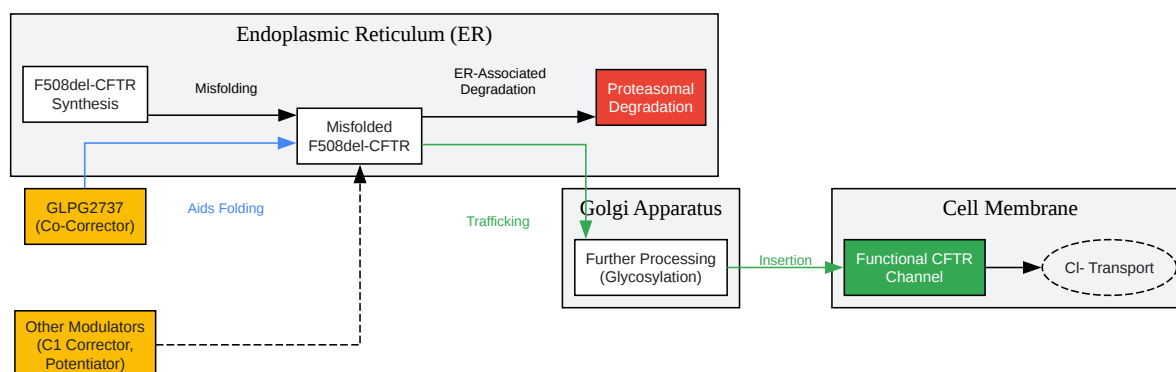 Endoplasmic Reticulum (ER)
F508del-CFTR
Synthesis
Misfolding
ER-Associated
Degradation
Proteasomal
Degradation
Misfolded
F508del-CFTR
GLPG2737
(Co-Corrector)
Aids Folding
Trafficking
Golgi Apparatus
Further Processing
(Glycosylation)
Insertion
Cell Membrane
Functional CFTR
Channel
Cl- Transport
Other Modulators
(C1 Corrector,
Potentiator)